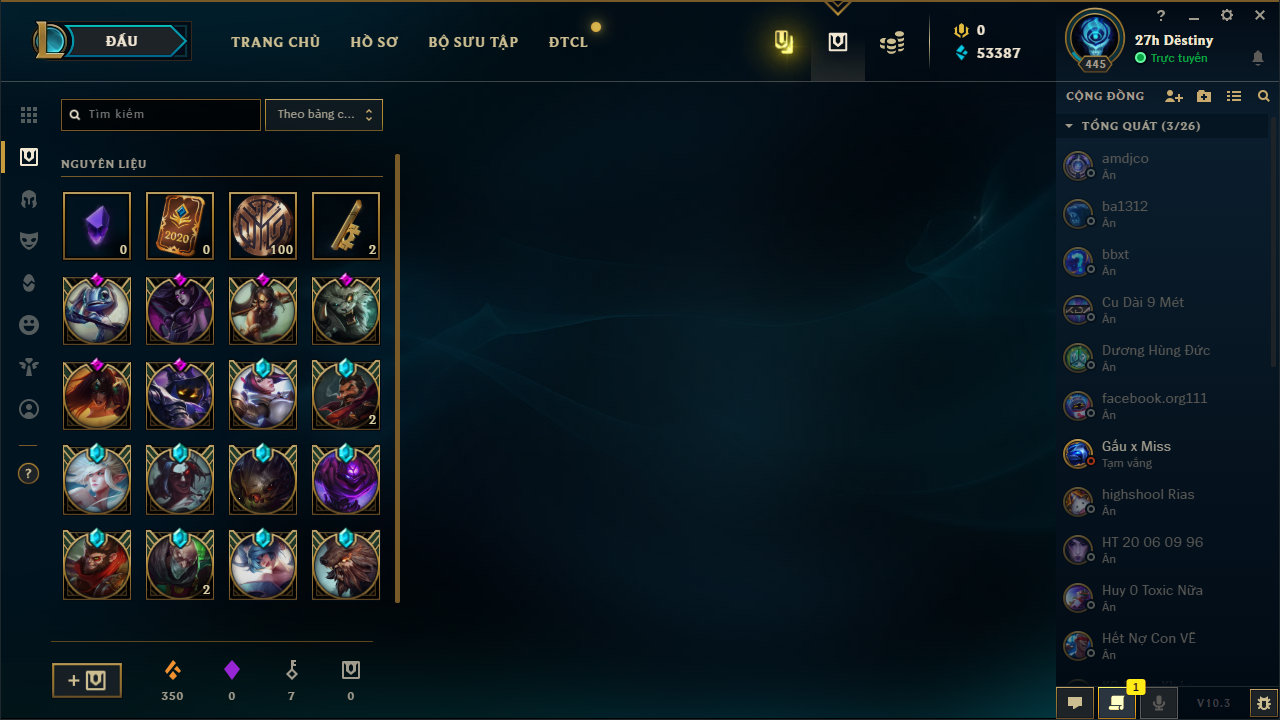 ĐẤU
TRANG CHỦ
HỒ SƠ
BỘ SƯU TẬP
ĐTCL
0
53387
?
445
27h Dëstiny
Trực tuyến
Tìm kiếm
Theo bảng c...
NGUYÊN LIỆU
0
2020
0
100
2
2
2
?
+
350
0
7
0
CỘNG ĐỒNG
TỔNG QUÁT (3/26)
amdjco
Ẩn
ba1312
Ẩn
bbxt
Ẩn
Cu Dài 9 Mét
Ẩn
Dương Hùng Đức
Ẩn
facebook.org111
Ẩn
Gấu x Miss
Tạm vắng
highshool Rias
Ẩn
HT 20 06 09 96
Ẩn
Huy 0 Toxic Nữa
Ẩn
Hết Nợ Con VẼ
Ẩn
1
V10.3